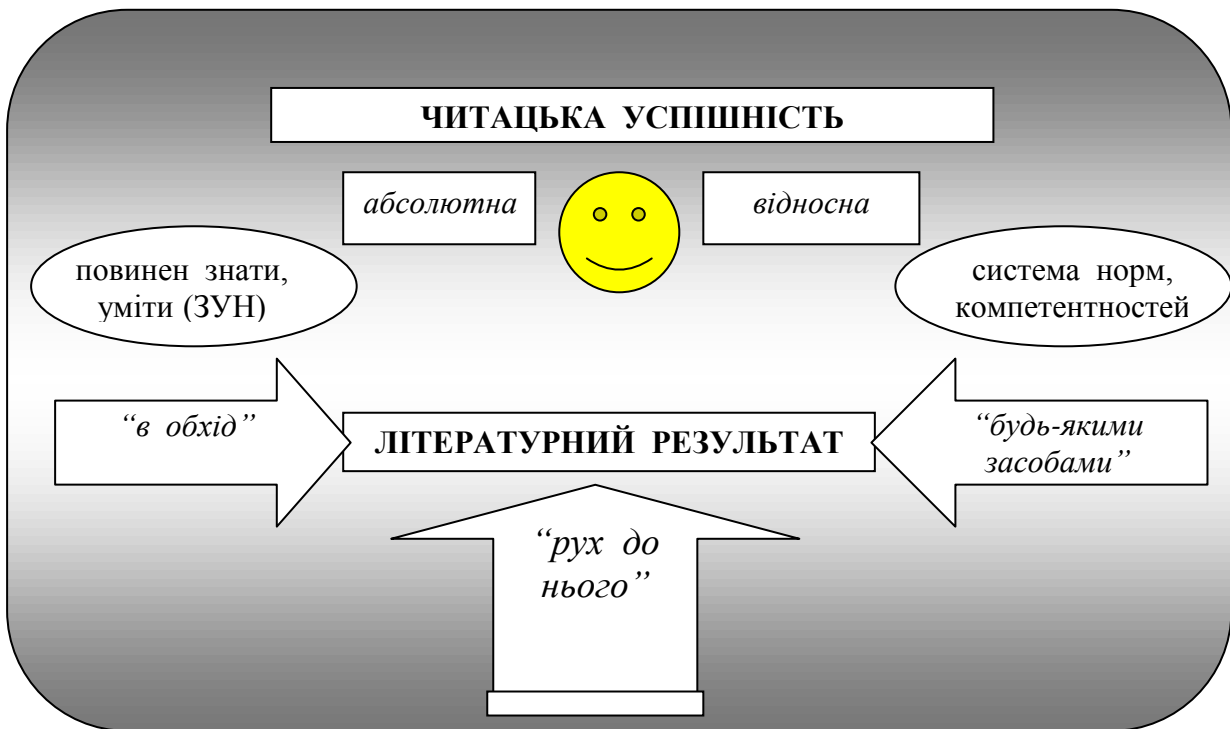 ЧИТАЦЬКА УСПІШНІСТЬ
абсолютна
відносна
повинен знати,
уміти (ЗУН)
система норм,
компетентностей
“в обхід”
ЛІТЕРАТУРНИЙ РЕЗУЛЬТАТ
“будь-якими
засобами”
“рух до
нього”